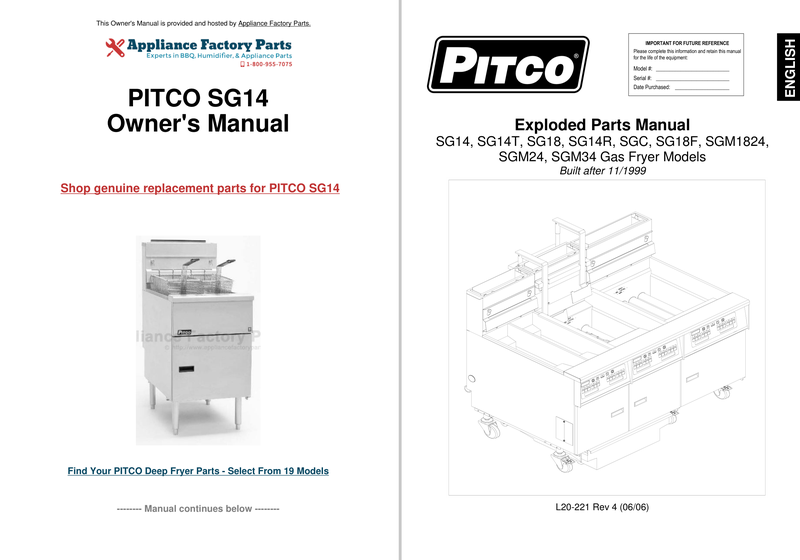 This Owner's Manual is provided and hosted by Appliance Factory Parts.
Appliance Factory Parts
Experts in BBQ, Humidifier, & Appliance Parts
1-800-955-7075
PITCO SG14
Owner's Manual
Shop genuine replacement parts for PITCO SG14
Pitco
lliance Factory P
Find Your PITCO Deep Fryer Parts - Select From 19 Models
-------- Manual continues below --------
PITCO®
IMPORTANT FOR FUTURE REFERENCE
Please complete this information and retain this manual
for the life of the equipment:
Model #:
Serial #:
Date Purchased:
ENGLISH
Exploded Parts Manual
SG14, SG14T, SG18, SG14R, SGC, SG18F, SGM1824,
SGM24, SGM34 Gas Fryer Models
Built after 11/1999
L20-221 Rev 4 (06/06)